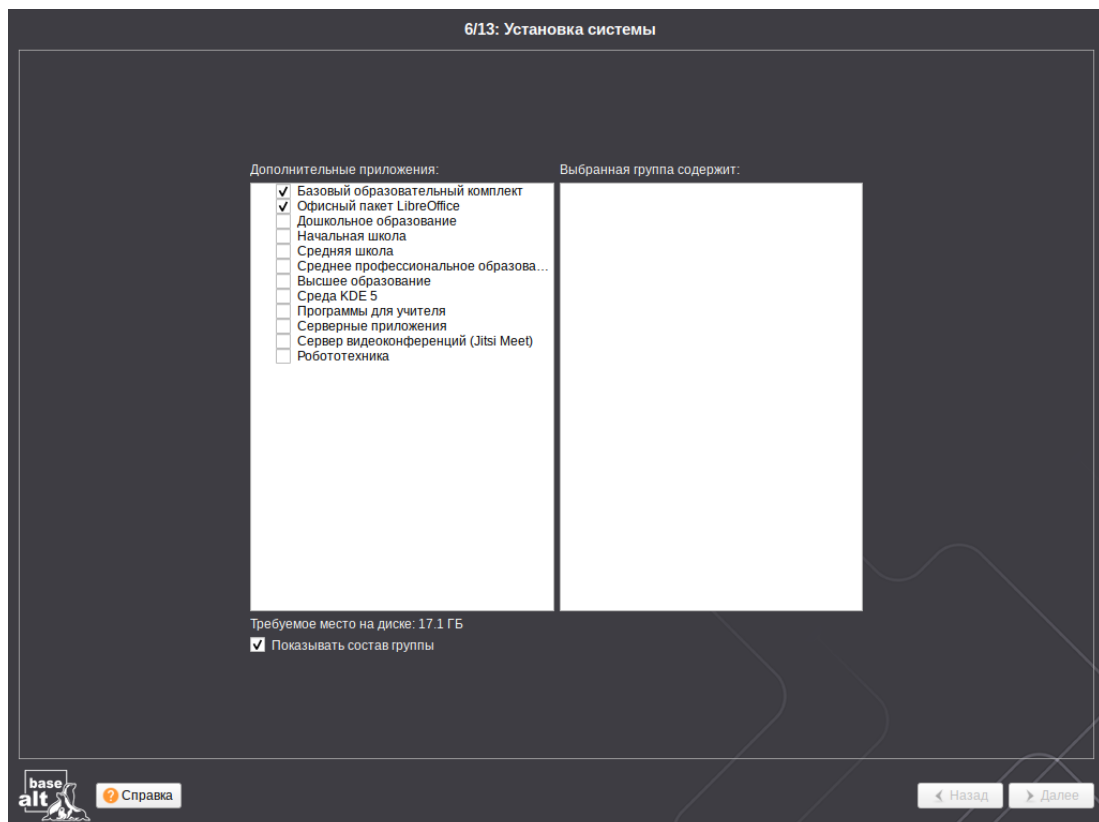 6/13: Установка системы
Дополнительные приложения:
Выбранная группа содержит:
Базовый образовательный комплект
Офисный пакет LibreOffice
Дошкольное образование
Начальная школа
Средняя школа
Среднее профессиональное образова...
Высшее образование
Среда KDE 5
Программы для учителя
Серверные приложения
Сервер видеоконференций (Jitsi Meet)
Робототехника
Требуемое место на диске: 17.1 ГБ
Показывать состав группы
base
alt
Справка
Назад
Далее